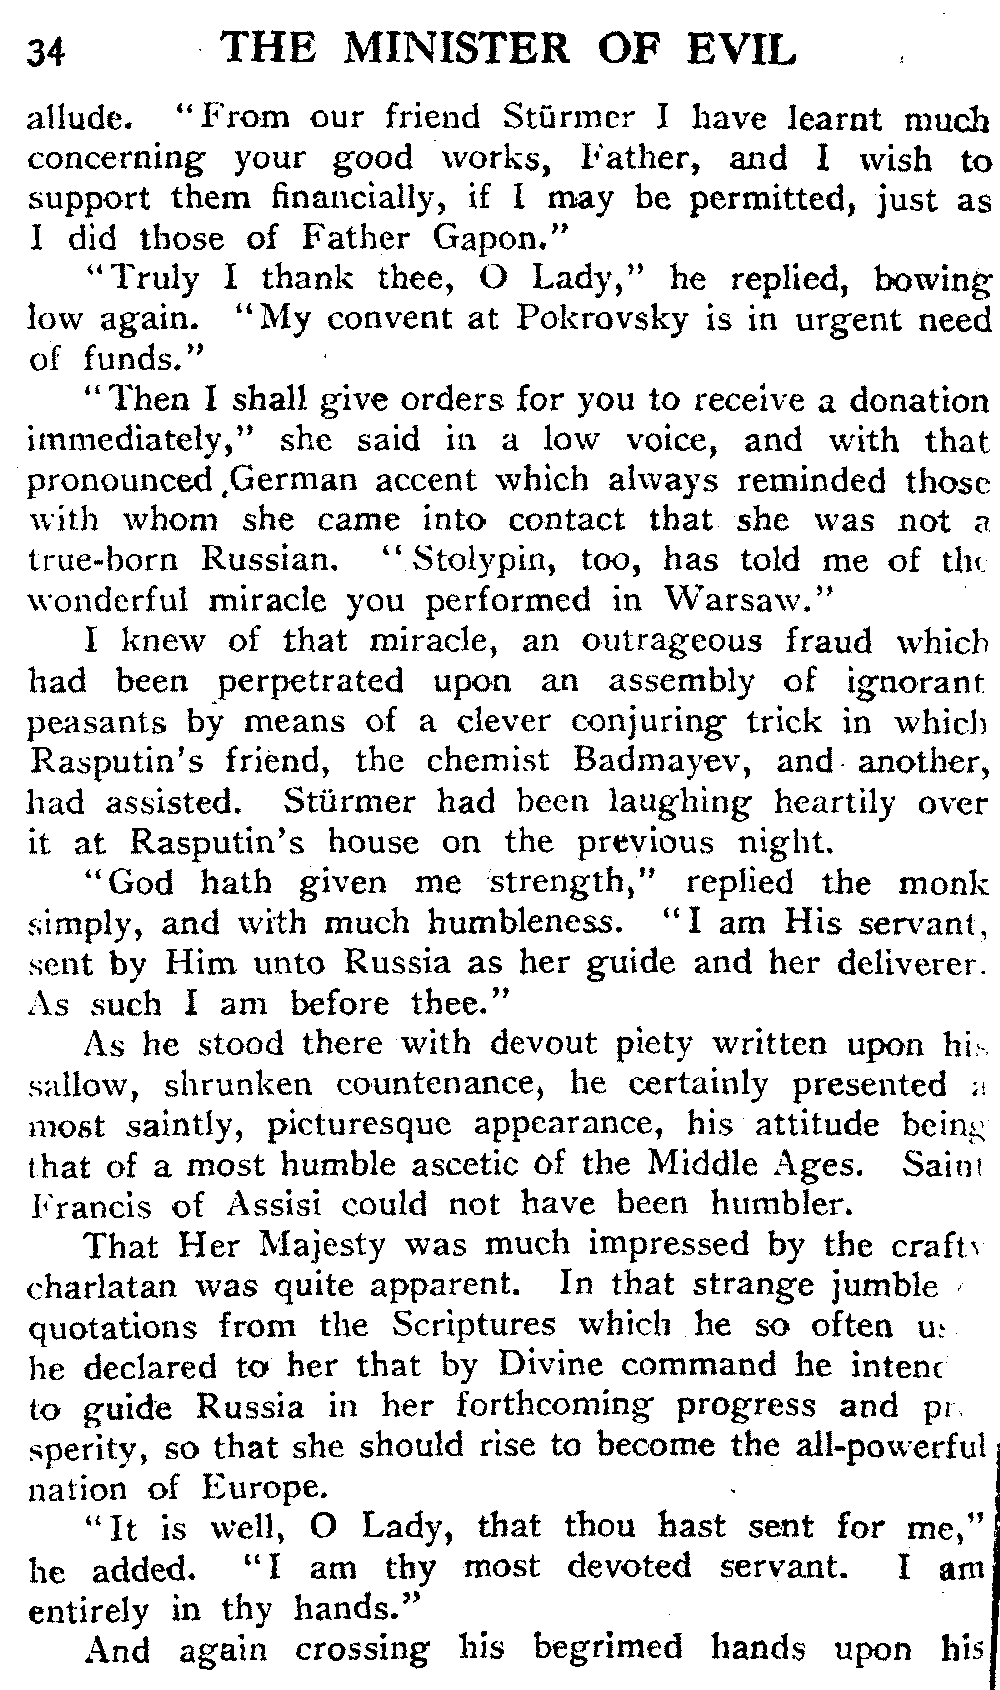 34 THE MINISTER OF EVIL
allude. "From our friend Stürmer I have learnt much
concerning your good works, Father, and I wish to
support them financially, if I may be permitted, just as
I did those of Father Gapon."
"Truly I thank thee, O Lady," he replied, bowing
low again. "My convent at Pokrovsky is in urgent need
of funds."
"Then I shall give orders for you to receive a donation
immediately," she said in a low voice, and with that
pronounced German accent which always reminded those
with whom she came into contact that she was not a
true-born Russian. "Stolypin, too, has told me of the
wonderful miracle you performed in Warsaw."
I knew of that miracle, an outrageous fraud which
had been perpetrated upon an assembly of ignorant
peasants by means of a clever conjuring trick in which
Rasputin's friend, the chemist Badmayev, and another,
had assisted. Stürmer had been laughing heartily over
it at Rasputin's house on the previous night.
"God hath given me strength," replied the monk
simply, and with much humbleness. "I am His servant,
sent by Him unto Russia as her guide and her deliverer.
As such I am before thee."
As he stood there with devout piety written upon his
sallow, shrunken countenance, he certainly presented a
most saintly, picturesque appearance, his attitude being
that of a most humble ascetic of the Middle Ages. Saint
Francis of Assisi could not have been humbler.
That Her Majesty was much impressed by the crafty
charlatan was quite apparent. In that strange jumble
quotations from the Scriptures which he so often
he declared to her that by Divine command he
to guide Russia in her forthcoming progress and
sperity, so that she should rise to become the all-powerful
nation of Europe.
"It is well, O Lady, that thou hast sent for me,"
he added. "I am thy most devoted servant. I am
entirely in thy hands."
And again crossing his begrimed hands upon his